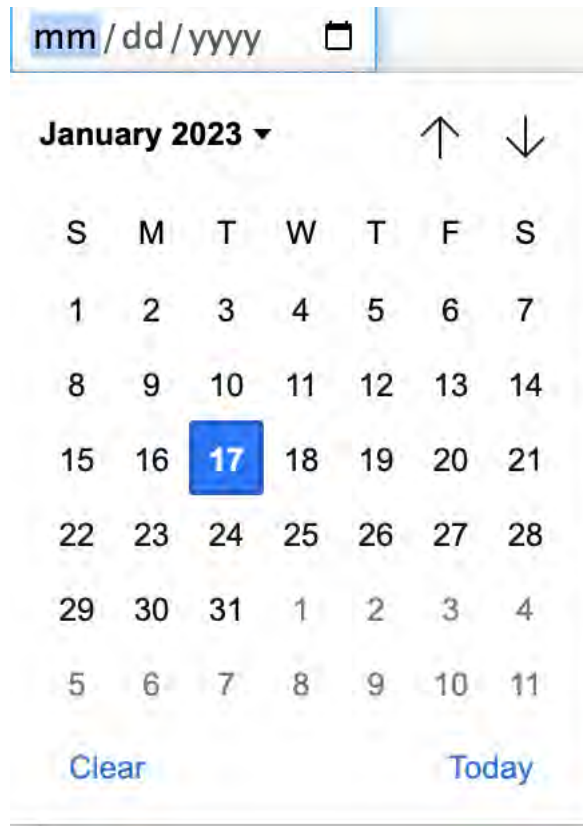 mm/dd/yyyy
January 2023
S M T W T F S
1 2 3 4 5 6 7
8 9 10 11 12 13 14
15 16 17 18 19 20 21
22 23 24 25 26 27 28
29 30 31 1 2 3 4
5 6 7 8 9 10 11
Clear Today